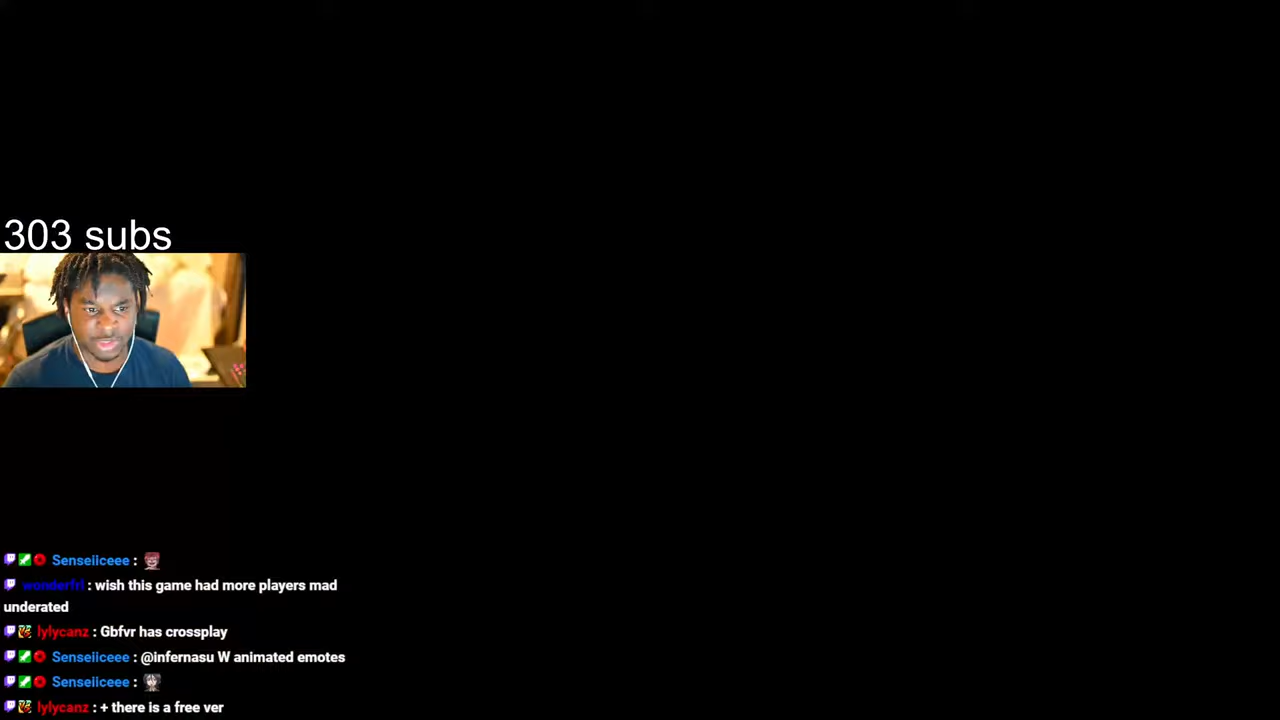 303 subs
Senseiiceee :
wonderfrl : wish this game had more players mad
underated
lylycanz : Gbfvr has crossplay
Senseiiceee : @infernasu W animated emotes
Senseiiceee :
lylycanz : + there is a free ver